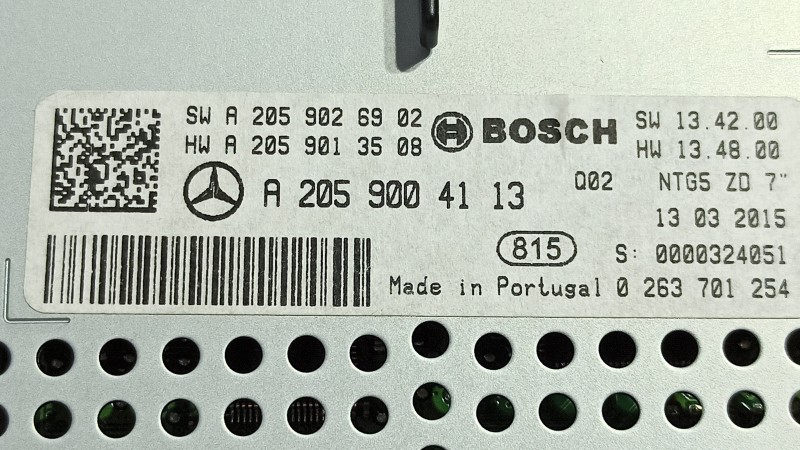 SW A 205 902 69 02
HW A 205 901 35 08
BOSCH
SW 13.42.00
HW 13.48.00
A 205 900 41 13
Q02
NTG5 ZD 7"
13 03 2015
815
S: 0000324051
Made in Portugal
0 263 701 254